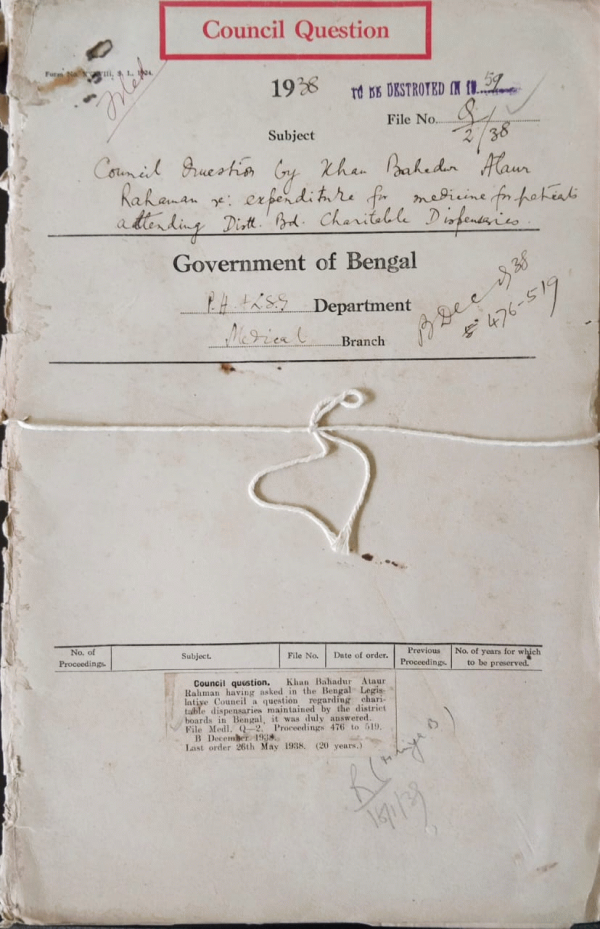 Council Question
1938
TO BE DESTROYED IN 19 59
File No. Q
2/38
Subject
Council Question by Khan Bahadur Ataur
Rahaman re: expenditure for medicine for patients
attending Distt. Bd. Charitable Dispensaries.
Government of Bengal
P.H. & L.S.G Department
B Dec 38
476-519
Medical Branch
No. of Proceedings. Subject. File No. Date of order. Previous Proceedings. No. of years for which to be preserved.
Council question. Khan Bahadur Ataur
Rahman having asked in the Bengal Legis-
lative Council a question regarding chari-
table dispensaries maintained by the district
boards in Bengal, it was duly answered.
File Medl. Q—2. Proceedings 476 to 519.
B December 1938.
Last order 26th May 1938. (20 years.)